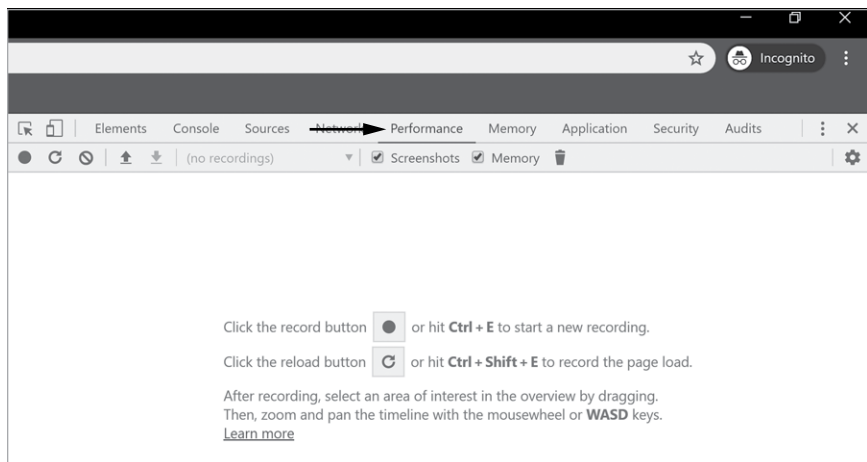 Incognito
Elements Console Sources Network Performance Memory Application Security Audits
(no recordings) Screenshots Memory
Click the record button or hit Ctrl + E to start a new recording.
Click the reload button or hit Ctrl + Shift + E to record the page load.
After recording, select an area of interest in the overview by dragging.
Then, zoom and pan the timeline with the mousewheel or WASD keys.
Learn more